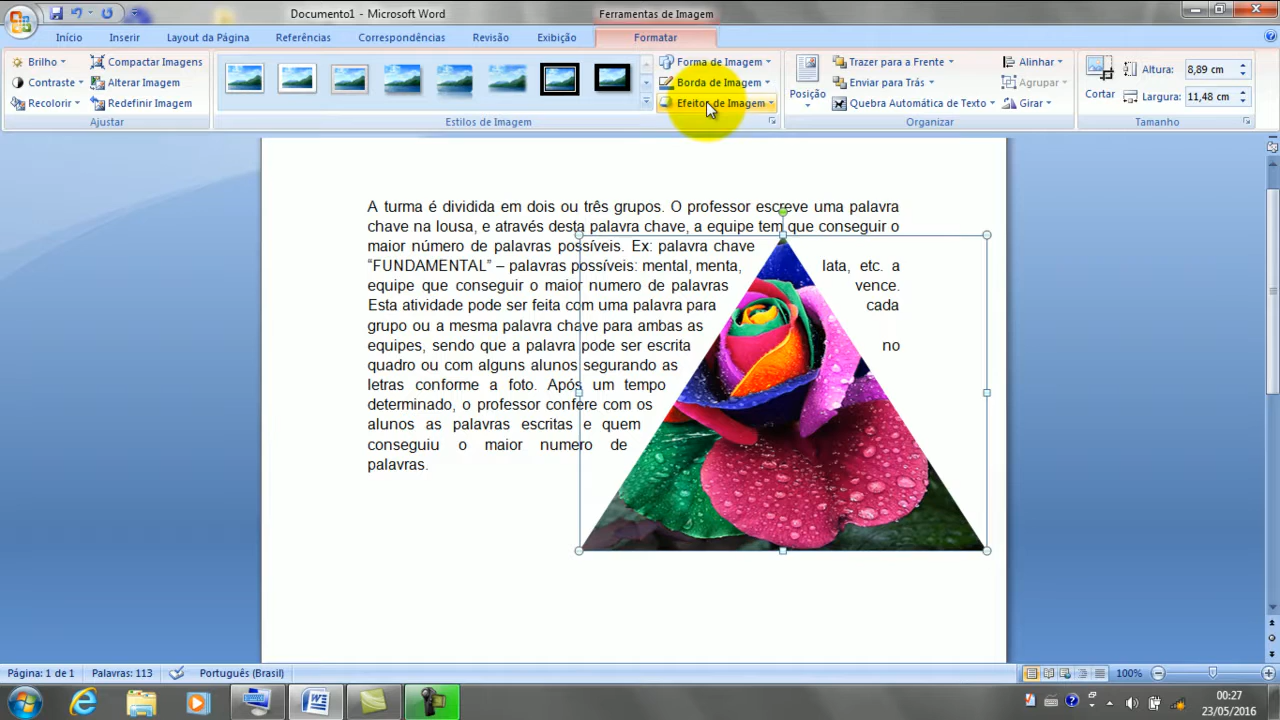 Documento1 - Microsoft Word
Ferramentas de Imagem
Início
Inserir
Layout da Página
Referências
Correspondências
Revisão
Exibição
Formatar
Brilho
Contraste
Recolorir
Compactar Imagens
Alterar Imagem
Redefinir Imagem
Ajustar
Estilos de Imagem
Forma de Imagem
Borda de Imagem
Efeitos de Imagem
Posição
Trazer para a Frente
Enviar para Trás
Quebra Automática de Texto
Alinhar
Agrupar
Girar
Organizar
Cortar
Altura: 8,89 cm
Largura: 11,48 cm
Tamanho
A turma é dividida em dois ou três grupos. O professor escreve uma palavra
chave na lousa, e através desta palavra chave, a equipe tem que conseguir o
maior número de palavras possíveis. Ex: palavra chave
“FUNDAMENTAL” – palavras possíveis: mental, menta, lata, etc. a
equipe que conseguir o maior numero de palavras vence.
Esta atividade pode ser feita com uma palavra para cada
grupo ou a mesma palavra chave para ambas as
equipes, sendo que a palavra pode ser escrita no
quadro ou com alguns alunos segurando as
letras conforme a foto. Após um tempo
determinado, o professor confere com os
alunos as palavras escritas e quem
conseguiu o maior numero de
palavras.
Página: 1 de 1
Palavras: 113
Português (Brasil)
100%
00:27
23/05/2016